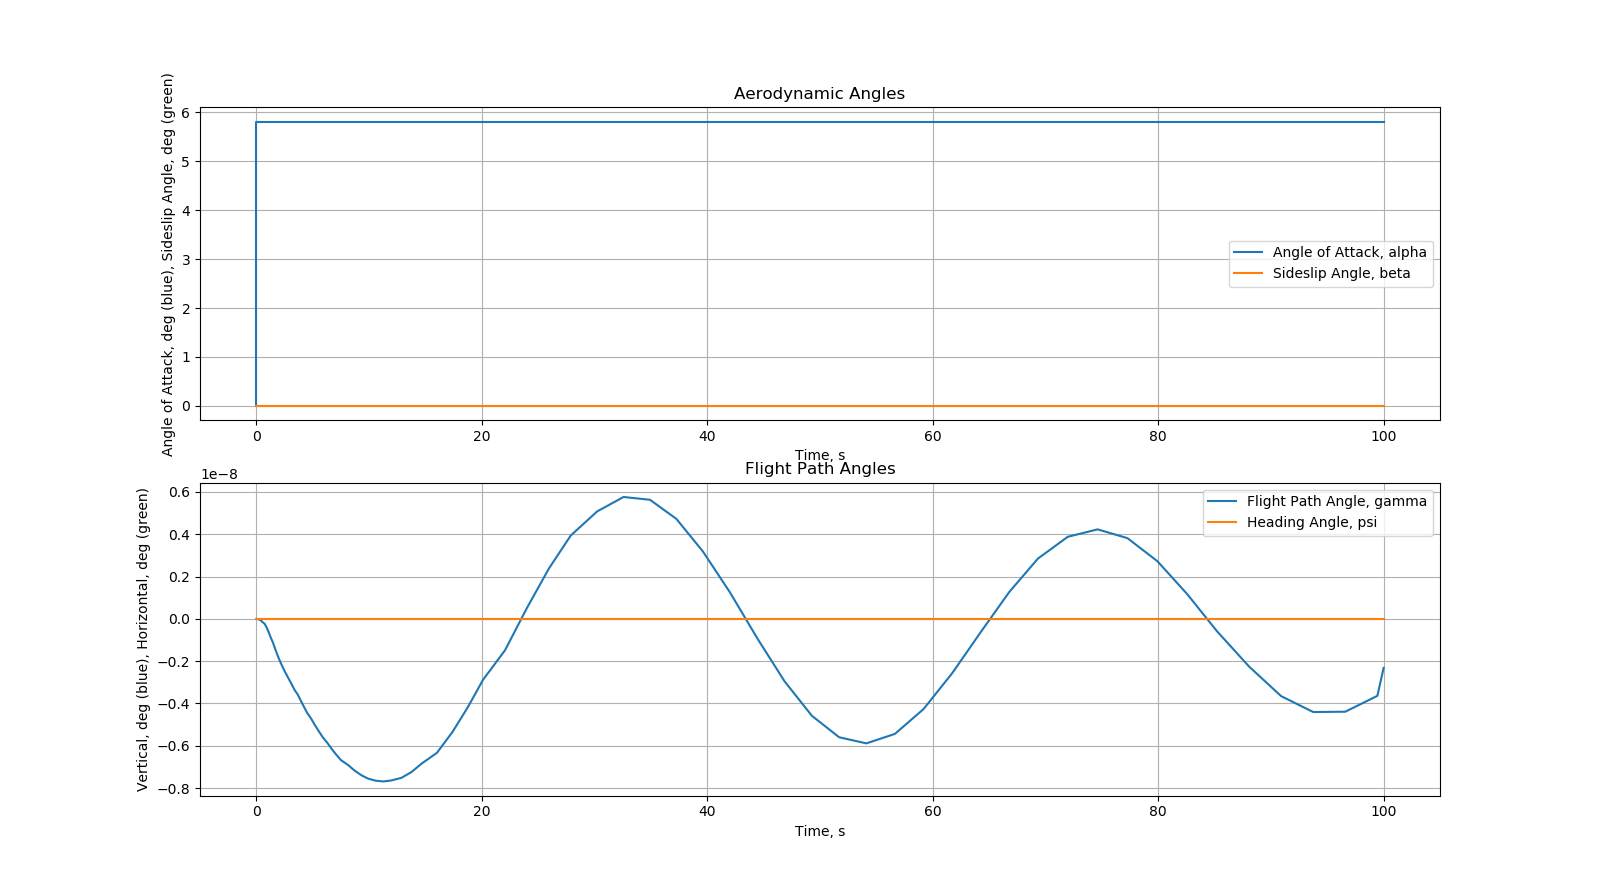 Aerodynamic Angles
Angle of Attack, deg (blue), Sideslip Angle, deg (green)
6
5
4
3
2
1
0
Angle of Attack, alpha
Sideslip Angle, beta
0 20 40 60 80 100
Time, s
Flight Path Angles
1e−8
Vertical, deg (blue), Horizontal, deg (green)
0.6
0.4
0.2
0.0
−0.2
−0.4
−0.6
−0.8
Flight Path Angle, gamma
Heading Angle, psi
0 20 40 60 80 100
Time, s